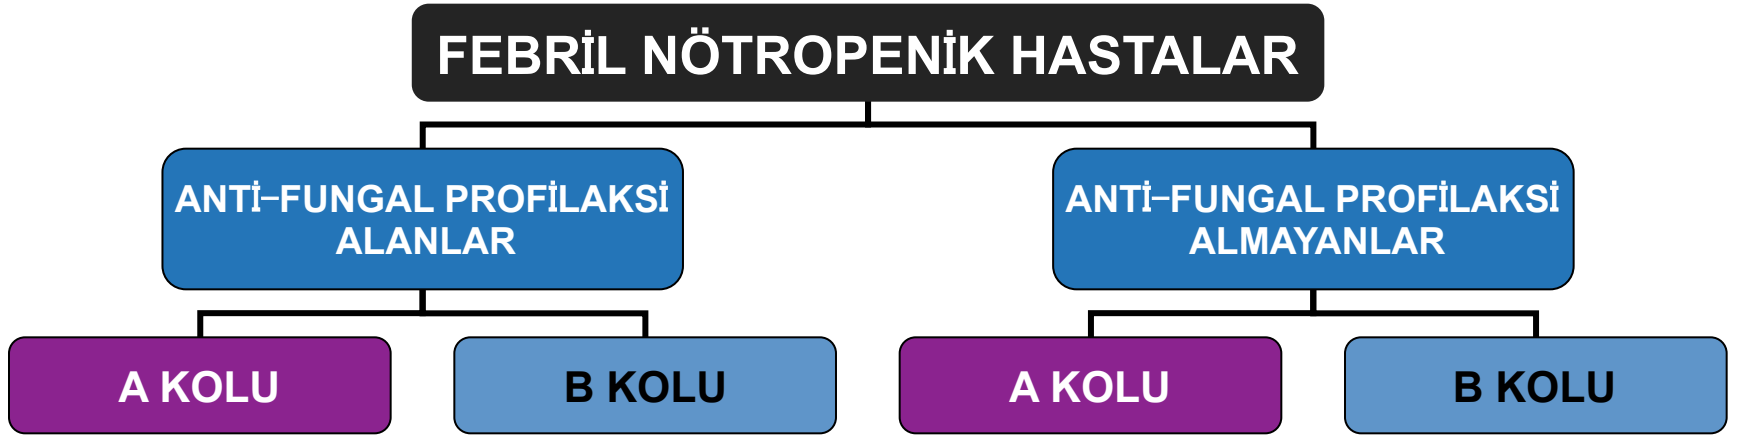 FEBRİL NÖTROPENİK HASTALAR
ANTİ–FUNGAL PROFİLAKSİ
ALANLAR
ANTİ–FUNGAL PROFİLAKSİ
ALMAYANLAR
A KOLU
B KOLU
A KOLU
B KOLU